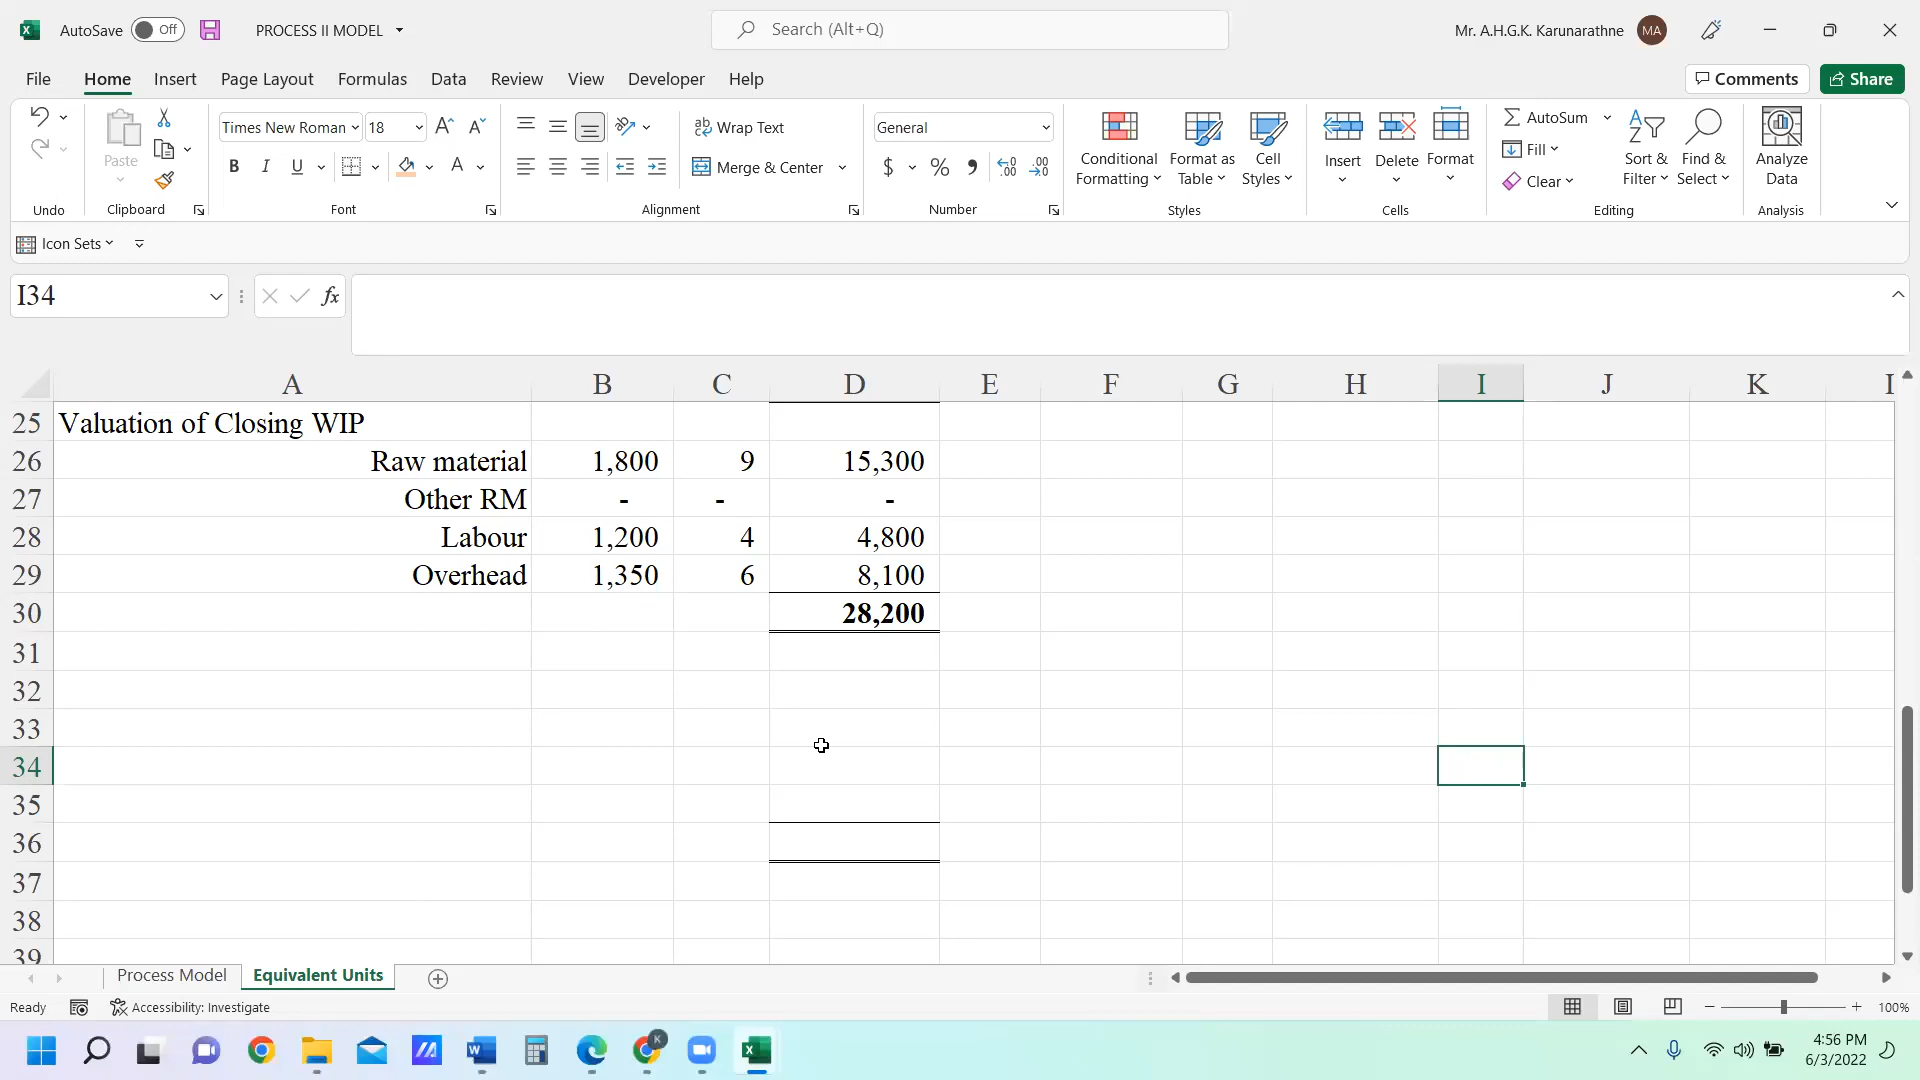 AutoSave Off PROCESS II MODEL Search (Alt+Q) Mr. A.H.G.K. Karunarathne MA
File Home Insert Page Layout Formulas Data Review View Developer Help Comments Share
Paste Times New Roman 18 Wrap Text General Conditional Formatting Format as Table Cell Styles Insert Delete Format AutoSum Sort & Filter Find & Select Analyze Data
B I U A Merge & Center $ % Fill
Clear
Undo Clipboard Font Alignment Number Styles Cells Editing Analysis
Icon Sets
I34 fx
A B C D E F G H I J K
25 Valuation of Closing WIP
26 Raw material 1,800 9 15,300
27 Other RM - - -
28 Labour 1,200 4 4,800
29 Overhead 1,350 6 8,100
30 28,200
31
32
33
34
35
36
37
38
39
Process Model Equivalent Units
Ready Accessibility: Investigate 100%
4:56 PM
6/3/2022